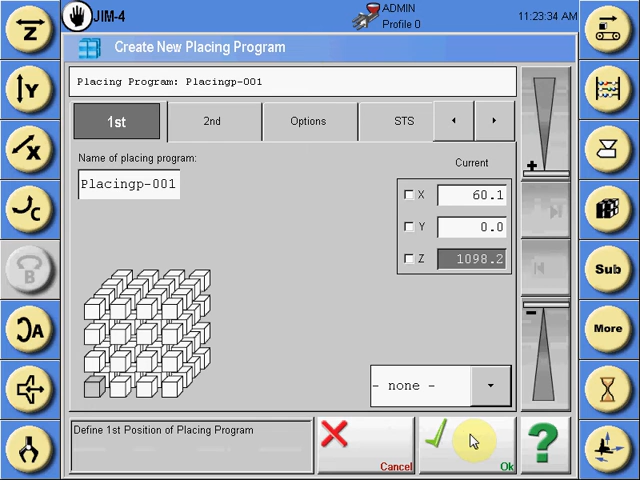 JIM-4
ADMIN
Profile 0
11:23:34 AM
Create New Placing Program
Placing Program: Placingp-001
1st
2nd
Options
STS
Name of placing program:
Placingp-001
Current
X
60.1
Y
0.0
Z
1098.2
- none -
Define 1st Position of Placing Program
Cancel
Ok
?
Z
Y
X
C
B
A
+
-
Sub
More